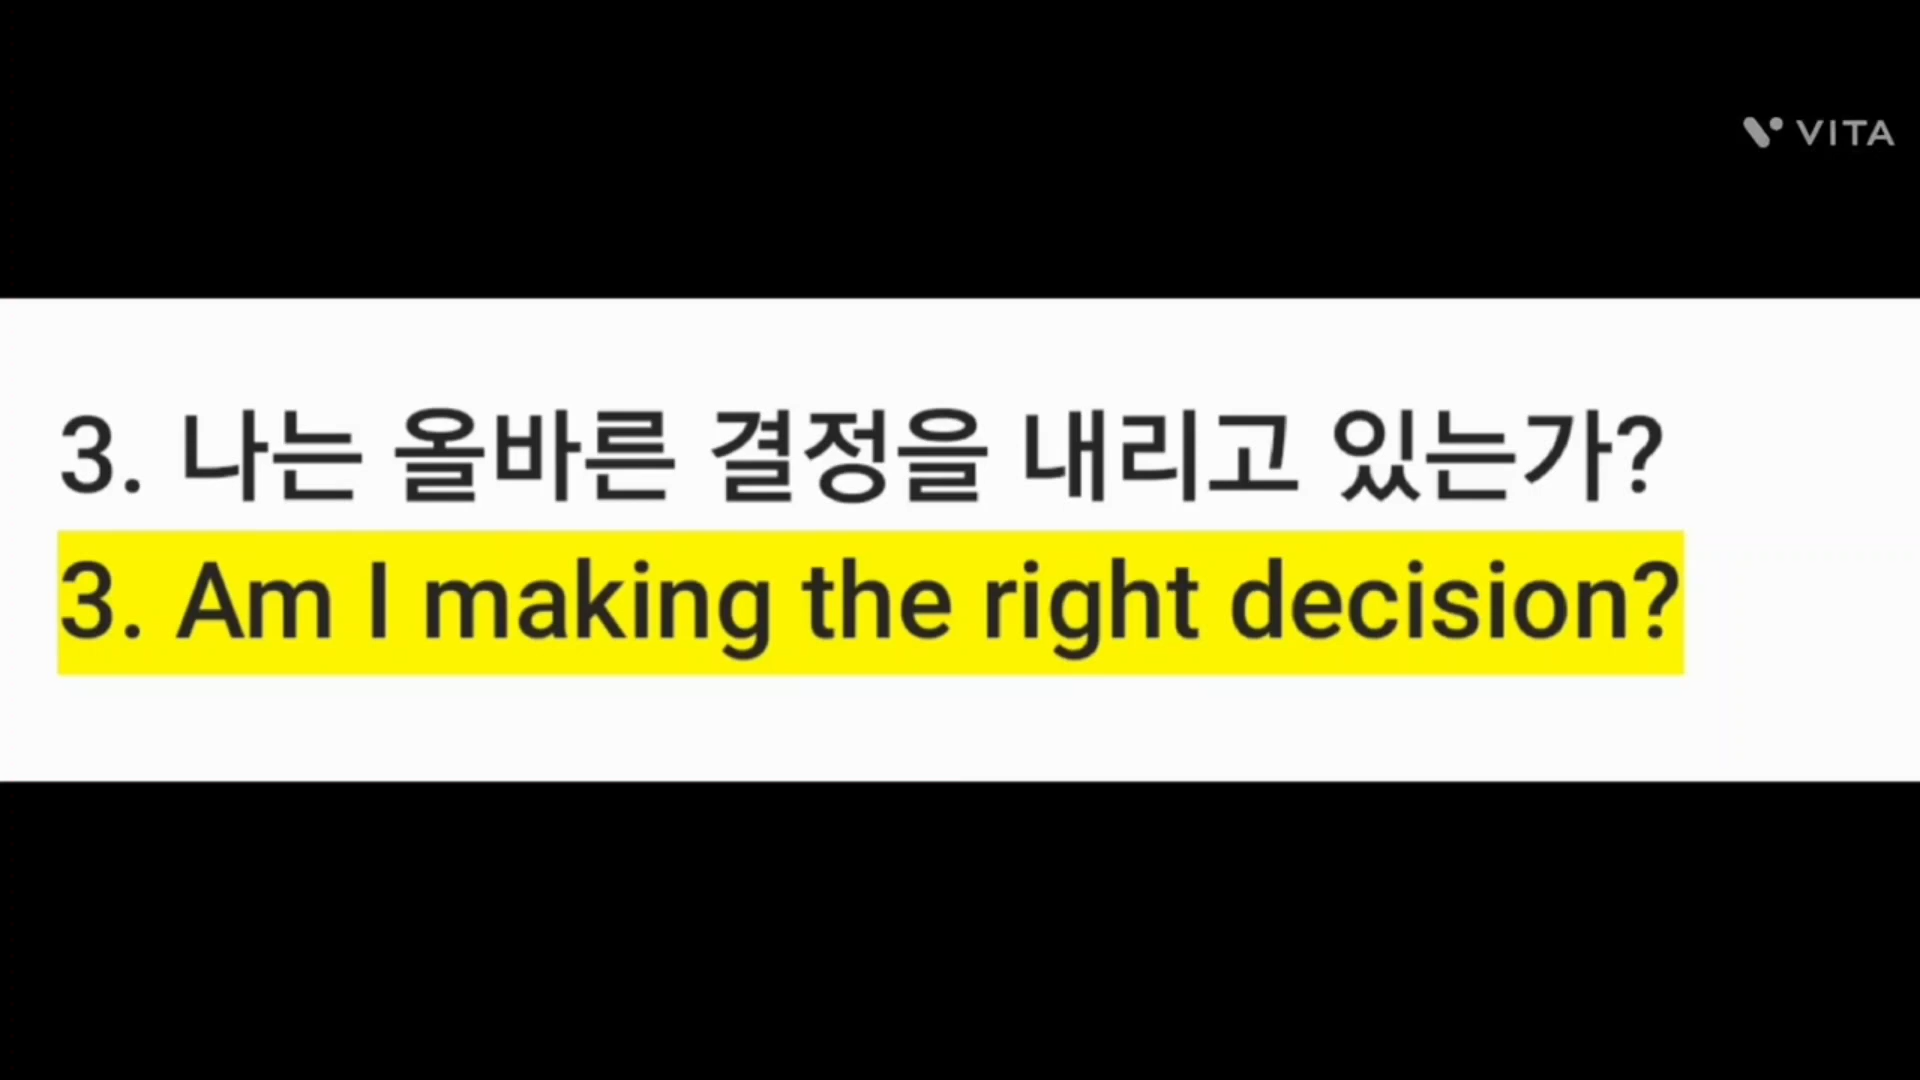 VITA
3. 나는 올바른 결정을 내리고 있는가?
3. Am I making the right decision?